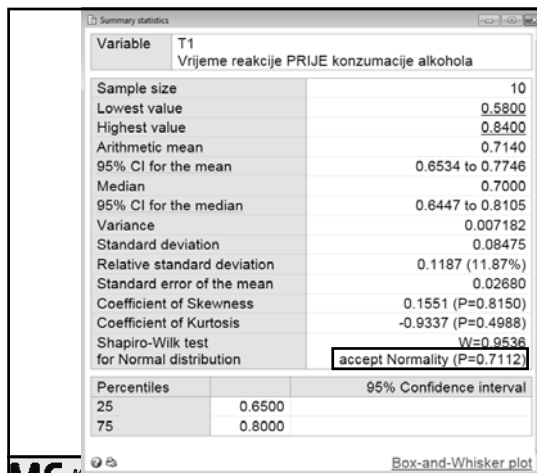 Summary statistics
Variable T1
Vrijeme reakcije PRIJE konzumacije alkohola
Sample size 10
Lowest value 0.5800
Highest value 0.8400
Arithmetic mean 0.7140
95% CI for the mean 0.6534 to 0.7746
Median 0.7000
95% CI for the median 0.6447 to 0.8105
Variance 0.007182
Standard deviation 0.08475
Relative standard deviation 0.1187 (11.87%)
Standard error of the mean 0.02680
Coefficient of Skewness 0.1551 (P=0.8150)
Coefficient of Kurtosis -0.9337 (P=0.4988)
Shapiro-Wilk test W=0.9536
for Normal distribution accept Normality (P=0.7112)
Percentiles 95% Confidence interval
25 0.6500
75 0.8000
Box-and-Whisker plot